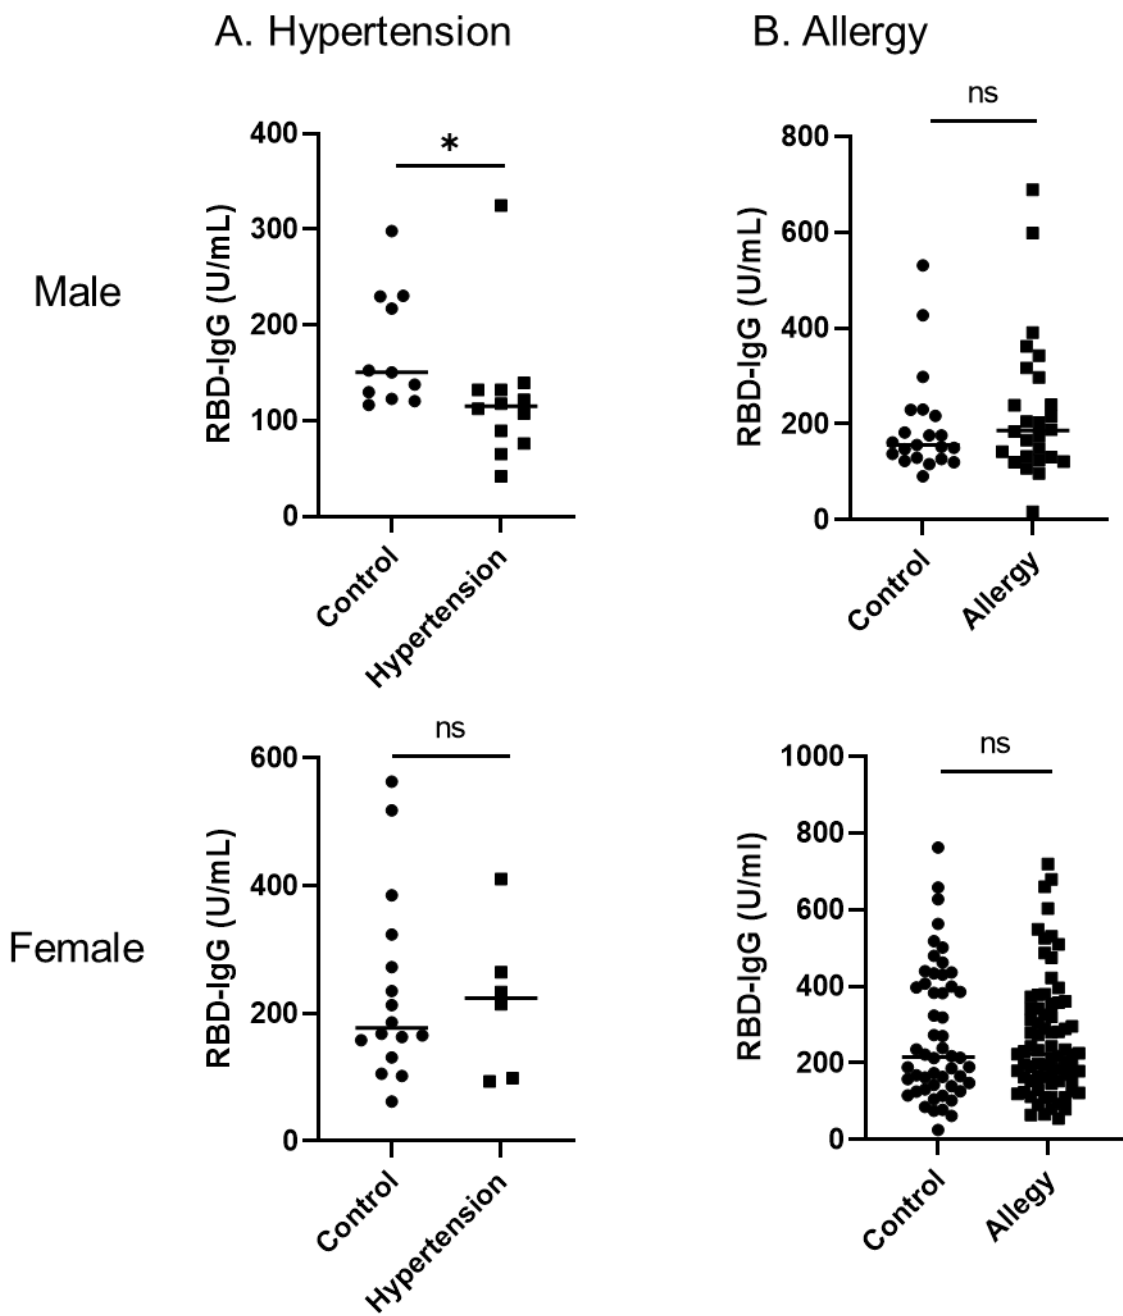 A. Hypertension
B. Allergy
Male
RBD-IgG (U/mL)
400
300
200
100
0
*
Control
Hypertension
RBD-IgG (U/mL)
800
600
400
200
0
ns
Control
Allergy
Female
RBD-IgG (U/mL)
600
400
200
0
ns
Control
Hypertension
RBD-IgG (U/ml)
1000
800
600
400
200
0
ns
Control
Allegy